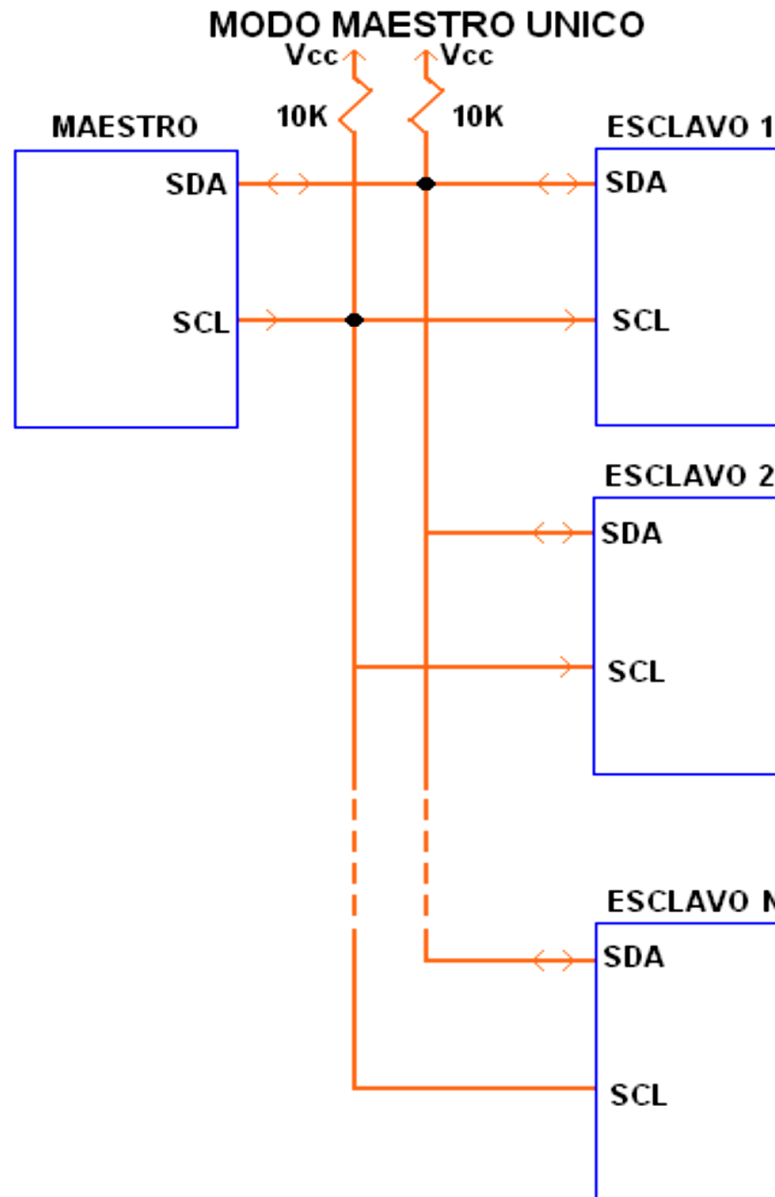 MODO MAESTRO UNICO
Vcc Vcc
10K 10K
MAESTRO
SDA
SCL
ESCLAVO 1
SDA
SCL
ESCLAVO 2
SDA
SCL
ESCLAVO N
SDA
SCL